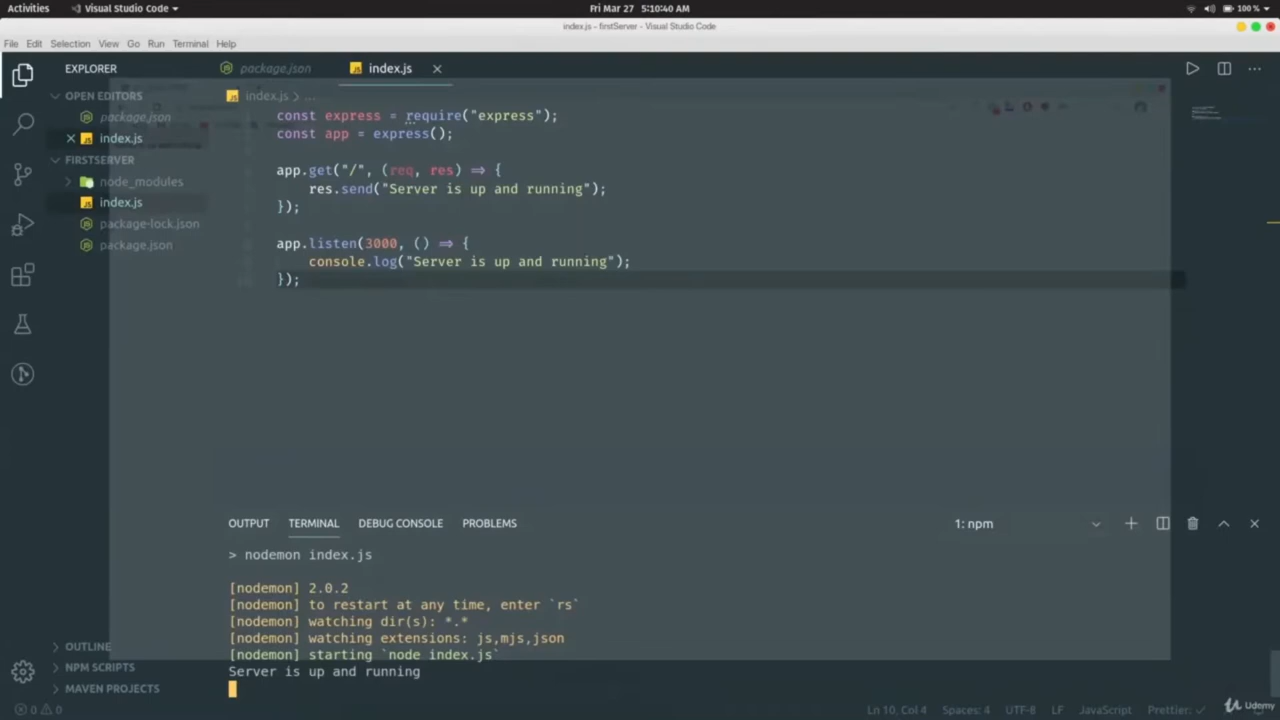 Activities
Visual Studio Code
Fri Mar 27 5:10:40 AM
100 %
index.js - firstServer - Visual Studio Code
File Edit Selection View Go Run Terminal Help
EXPLORER
package.json
index.js
OPEN EDITORS
index.js > ...
package.json
index.js
FIRSTSERVER
node_modules
index.js
package-lock.json
package.json
const express = require("express");
const app = express();
app.get("/", (req, res) => {
res.send("Server is up and running");
});
app.listen(3000, () => {
console.log("Server is up and running");
});
OUTPUT TERMINAL DEBUG CONSOLE PROBLEMS
1: npm
> nodemon index.js
[nodemon] 2.0.2
[nodemon] to restart at any time, enter `rs`
[nodemon] watching dir(s): *.*
[nodemon] watching extensions: js,mjs,json
[nodemon] starting `node index.js`
Server is up and running
OUTLINE
NPM SCRIPTS
MAVEN PROJECTS
0 0
Ln 10, Col 4 Spaces: 4 UTF-8 LF JavaScript Prettier: ✓
Udemy